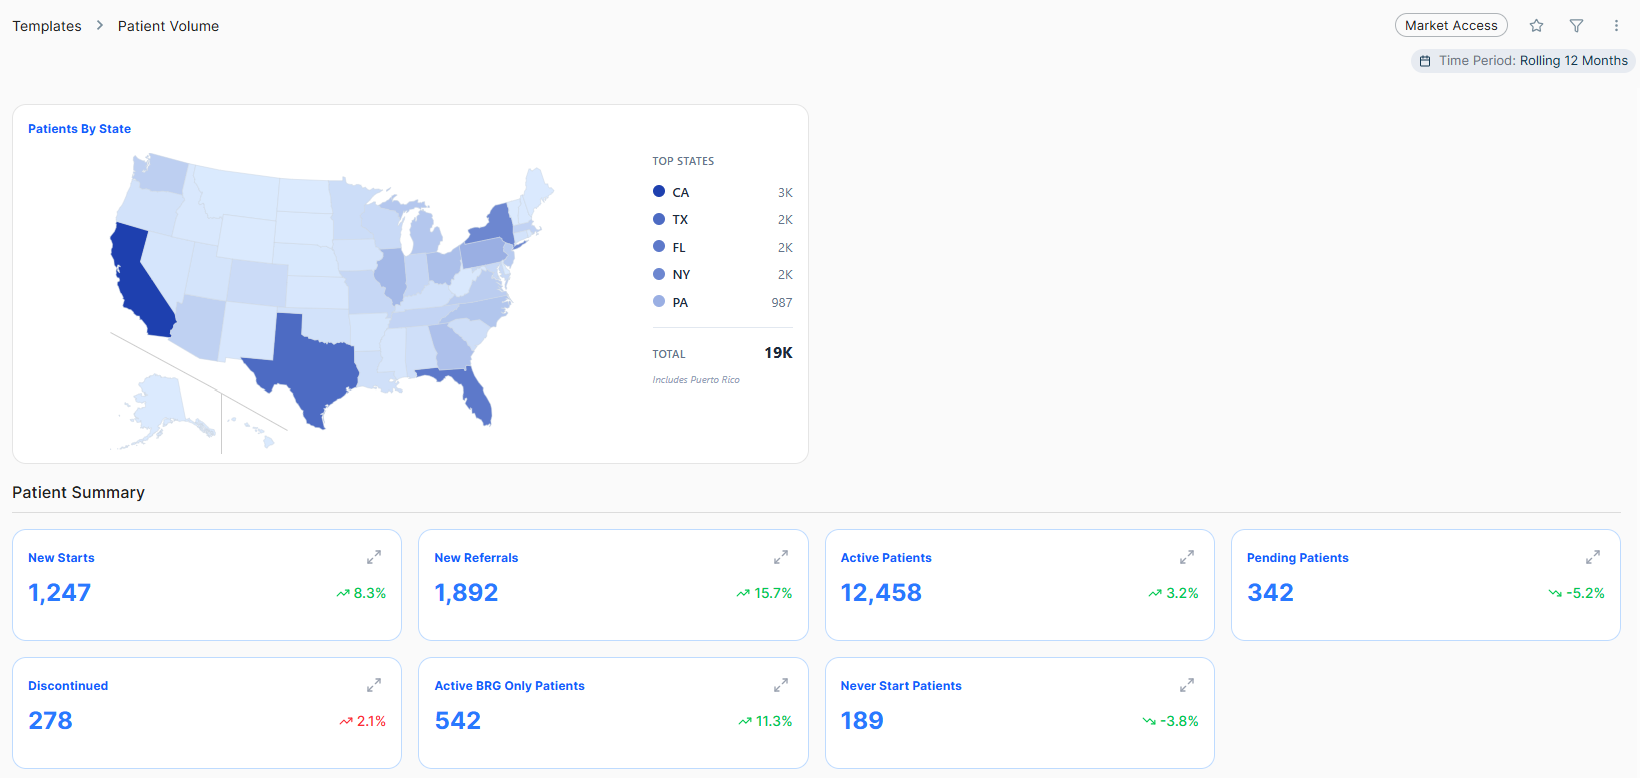 Templates > Patient Volume
Market Access
Time Period: Rolling 12 Months
Patients By State
TOP STATES
CA 3K
TX 2K
FL 2K
NY 2K
PA 987
TOTAL 19K
Includes Puerto Rico
Patient Summary
New Starts
1,247 8.3%
New Referrals
1,892 15.7%
Active Patients
12,458 3.2%
Pending Patients
342 -5.2%
Discontinued
278 2.1%
Active BRG Only Patients
542 11.3%
Never Start Patients
189 -3.8%